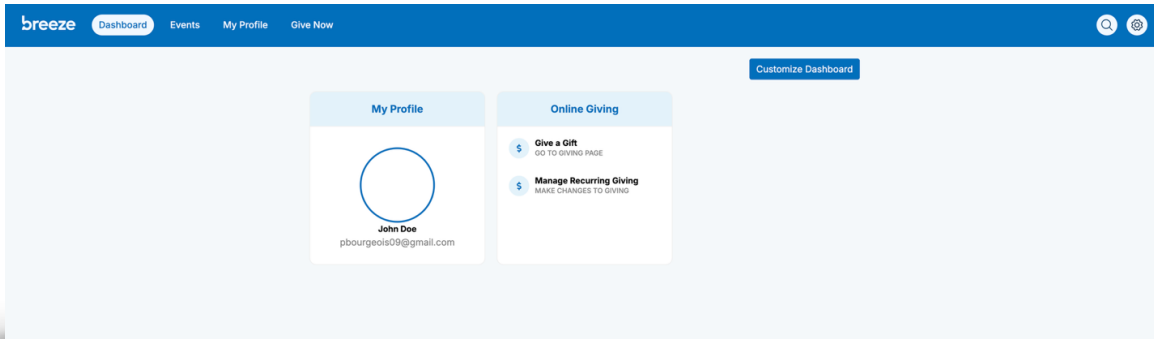 breeze Dashboard Events My Profile Give Now
Customize Dashboard
My Profile
John Doe
pbourgeois09@gmail.com
Online Giving
$ Give a Gift
GO TO GIVING PAGE
$ Manage Recurring Giving
MAKE CHANGES TO GIVING